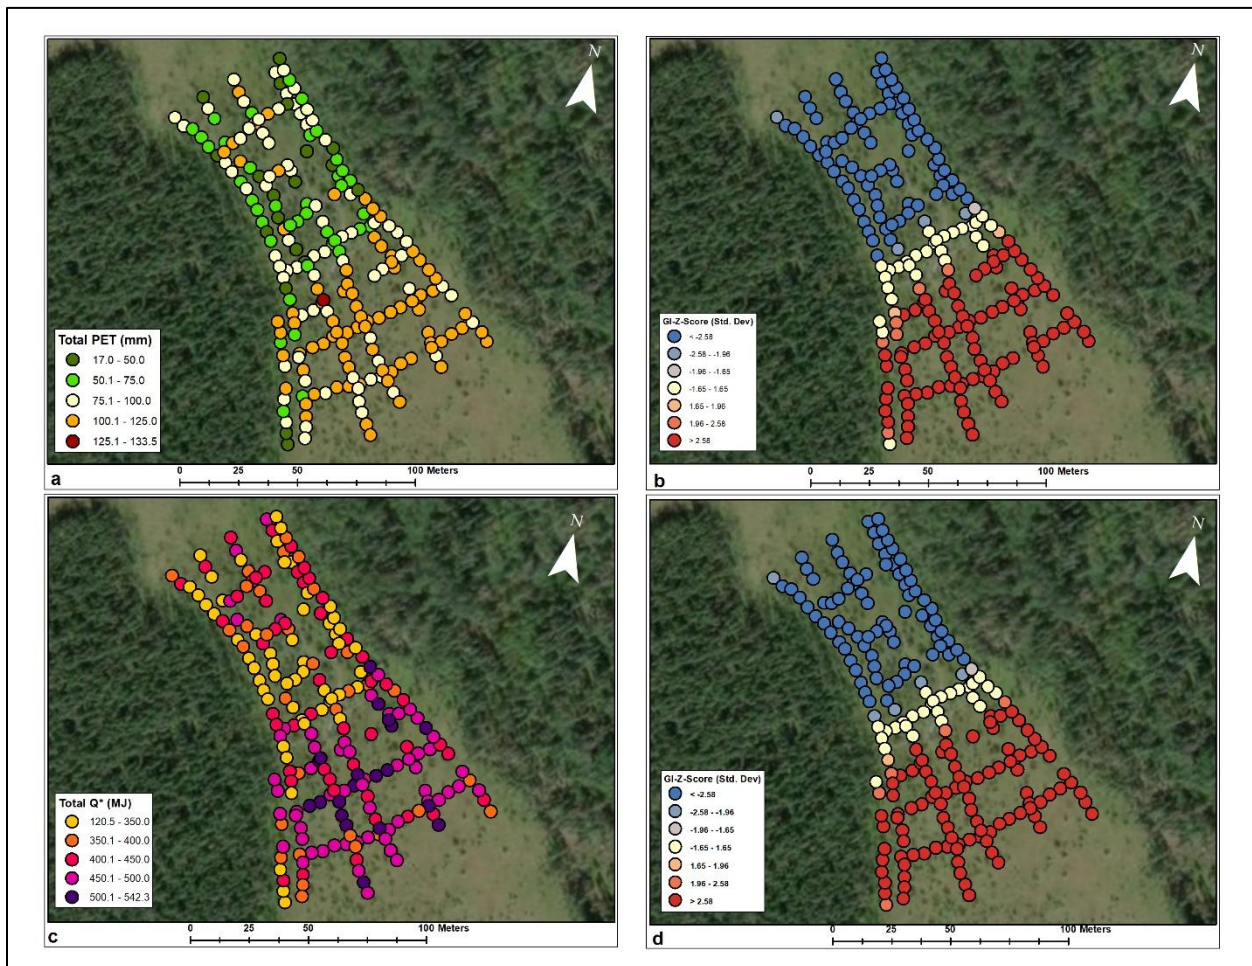 N
Total PET (mm)
17.0 - 50.0
50.1 - 75.0
75.1 - 100.0
100.1 - 125.0
125.1 - 133.5
a
0 25 50 100 Meters
N
GI-Z-Score (Std. Dev)
< -2.58
-2.58 - -1.96
-1.96 - -1.65
-1.65 - 1.65
1.65 - 1.96
1.96 - 2.58
> 2.58
b
0 25 50 100 Meters
N
Total Q* (MJ)
120.5 - 350.0
350.1 - 400.0
400.1 - 450.0
450.1 - 500.0
500.1 - 542.3
c
0 25 50 100 Meters
N
GI-Z-Score (Std. Dev)
< -2.58
-2.58 - -1.96
-1.96 - -1.65
-1.65 - 1.65
1.65 - 1.96
1.96 - 2.58
> 2.58
d
0 25 50 100 Meters